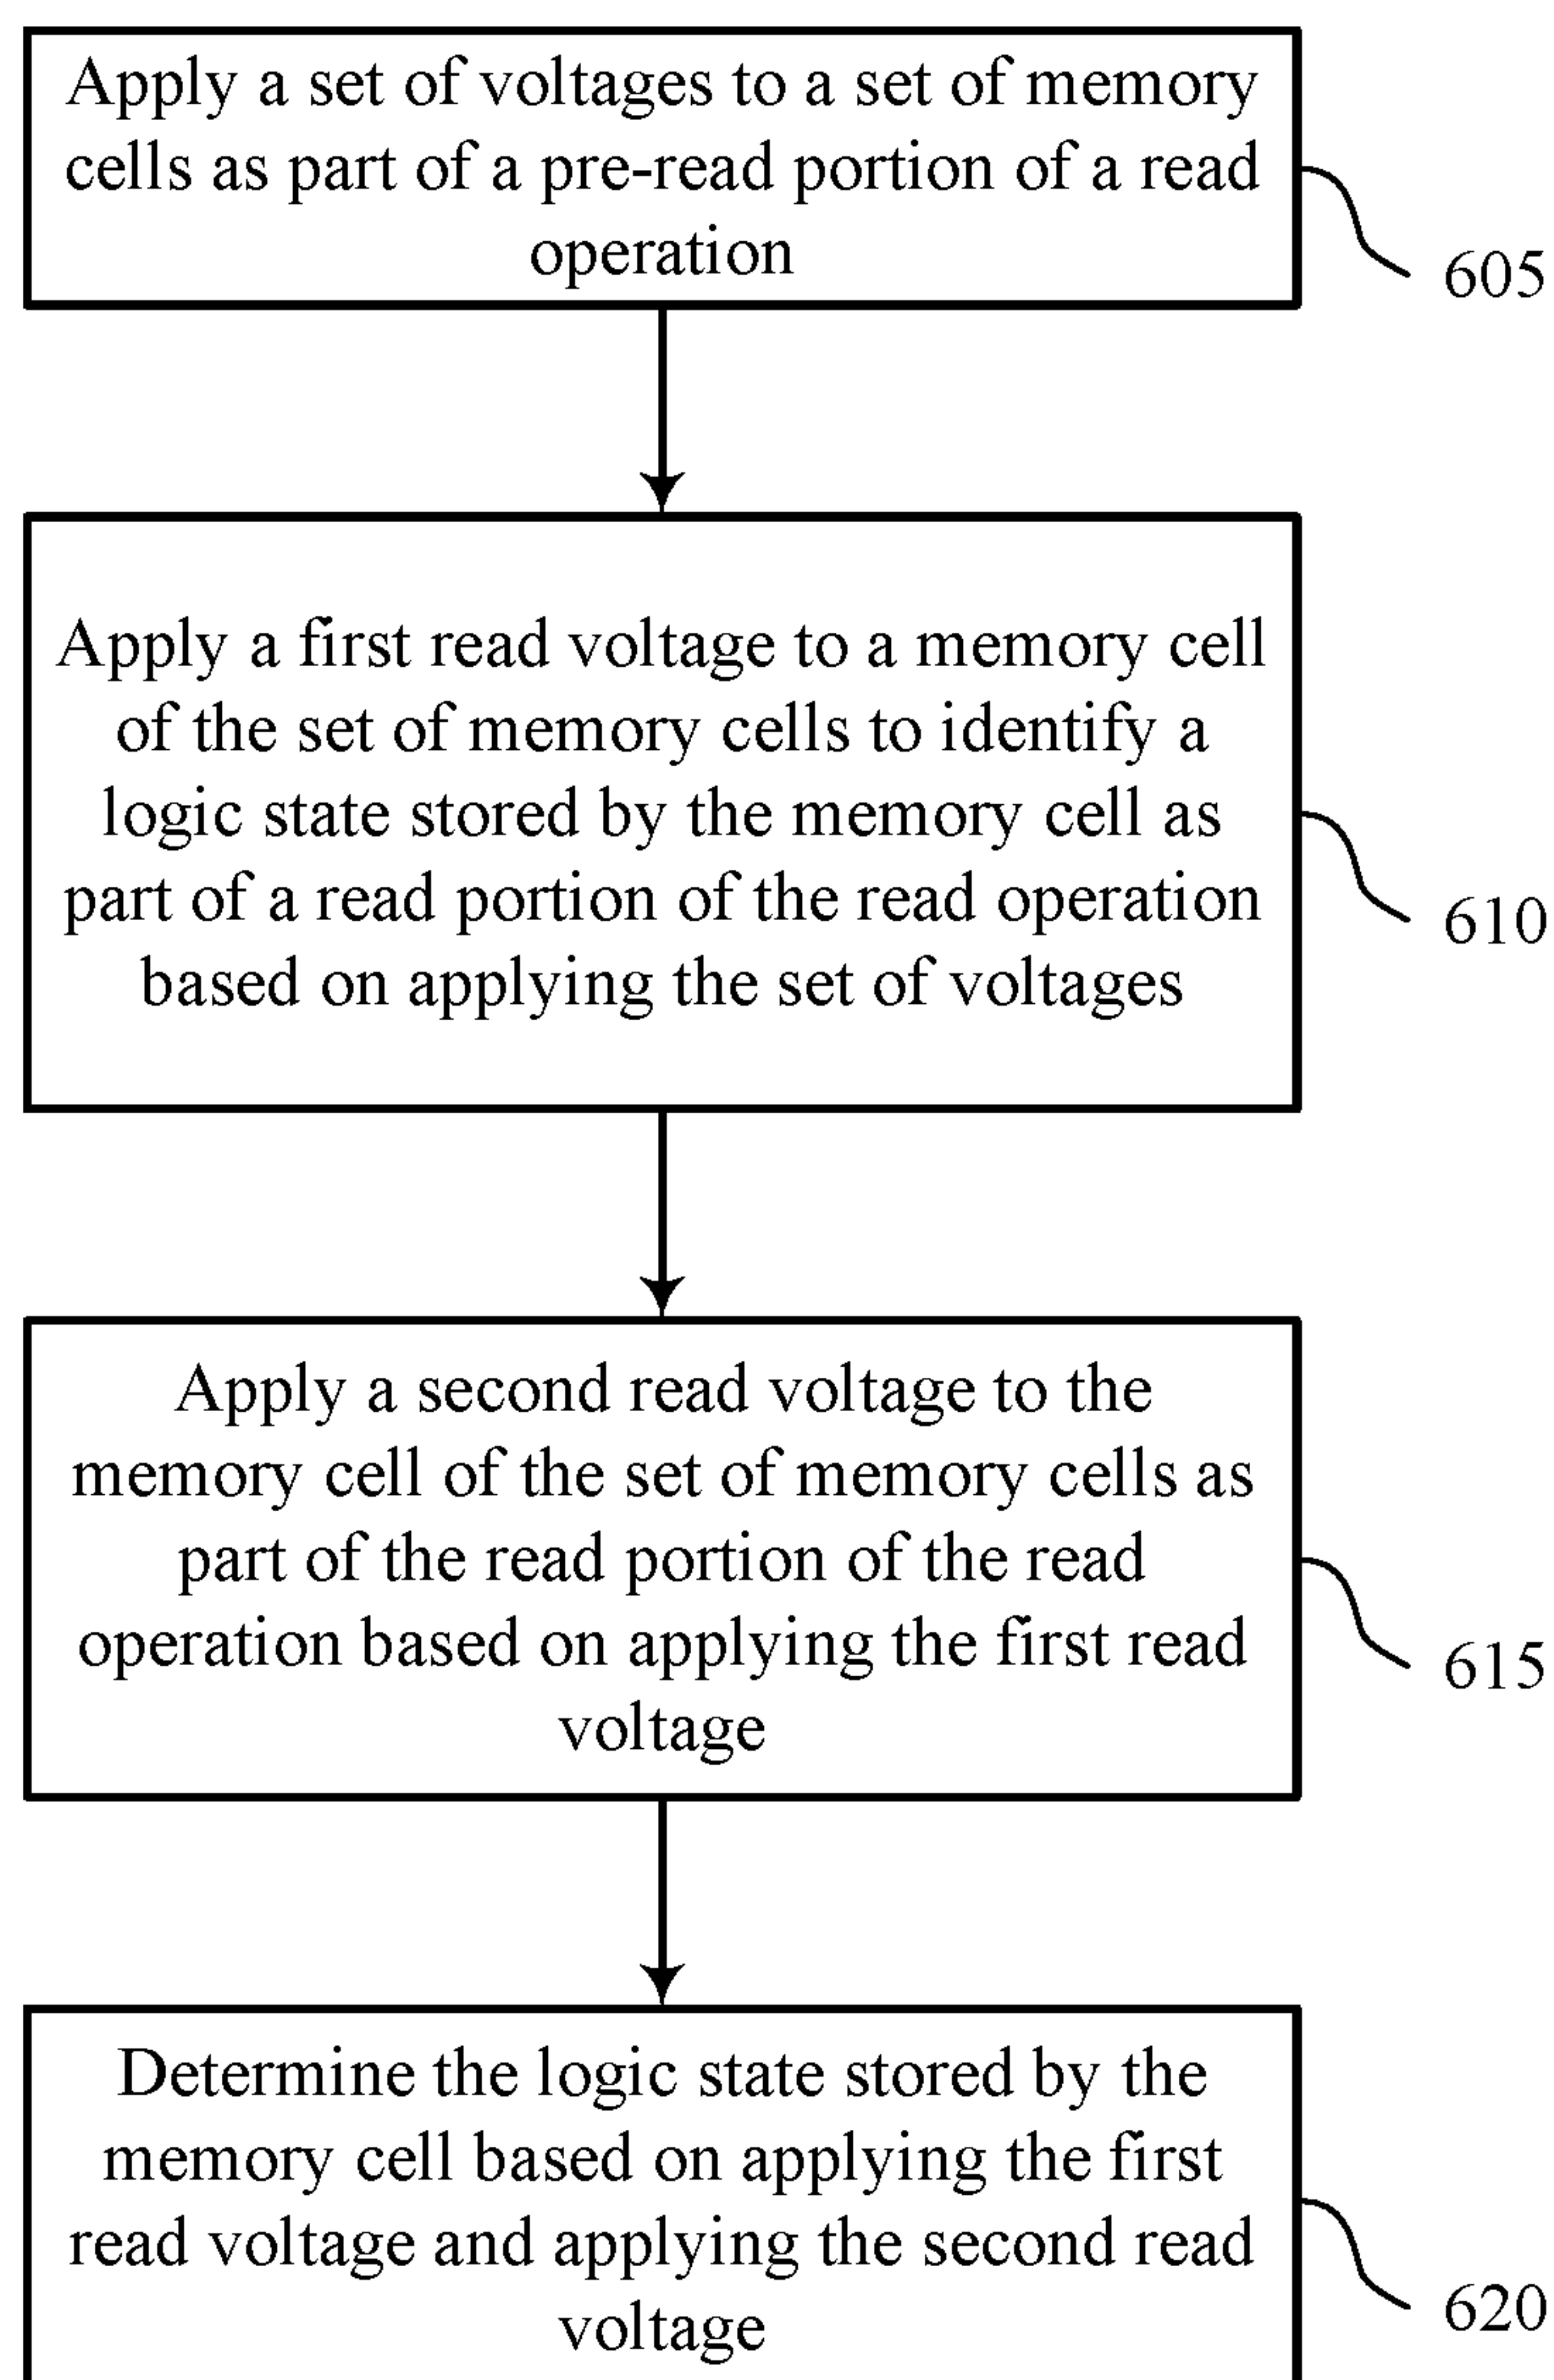 Apply a set of voltages to a set of memory
cells as part of a pre-read portion of a read
operation
605
Apply a first read voltage to a memory cell
of the set of memory cells to identify a
logic state stored by the memory cell as
part of a read portion of the read operation
based on applying the set of voltages
610
Apply a second read voltage to the
memory cell of the set of memory cells as
part of the read portion of the read
operation based on applying the first read
voltage
615
Determine the logic state stored by the
memory cell based on applying the first
read voltage and applying the second read
voltage
620